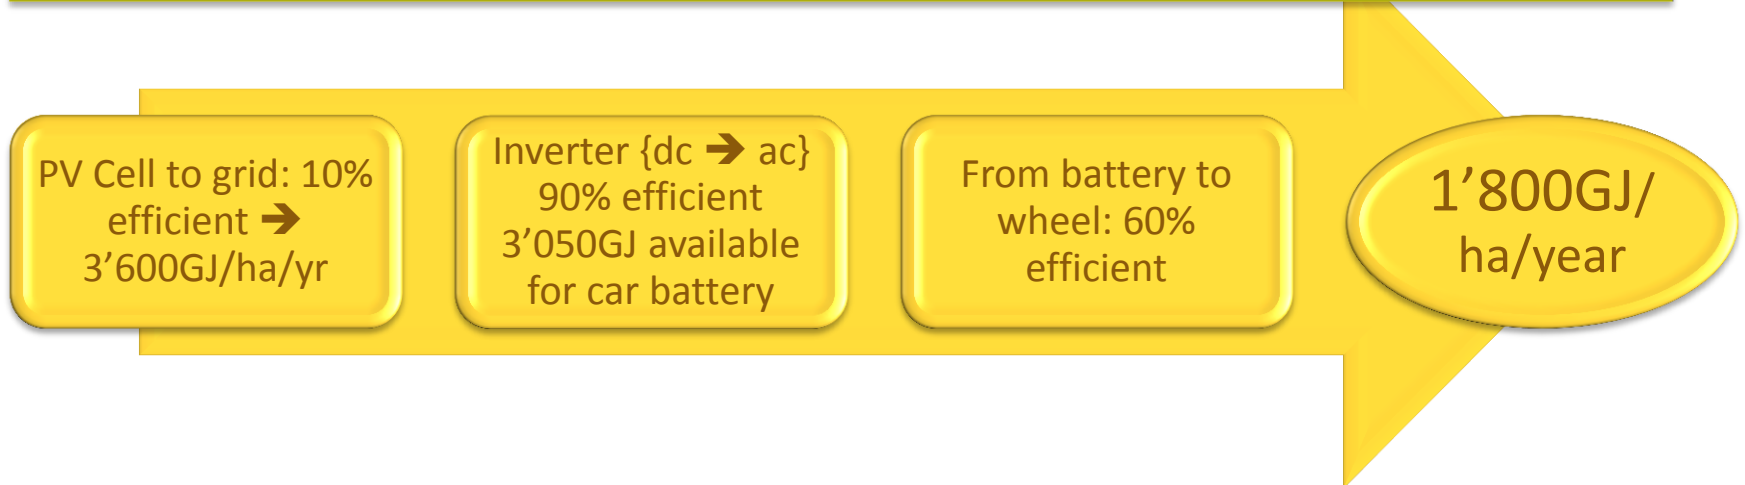 PV Cell to grid: 10%
efficient ➔
3’600GJ/ha/yr
Inverter {dc ➔ ac}
90% efficient
3’050GJ available
for car battery
From battery to
wheel: 60%
efficient
1’800GJ/
ha/year